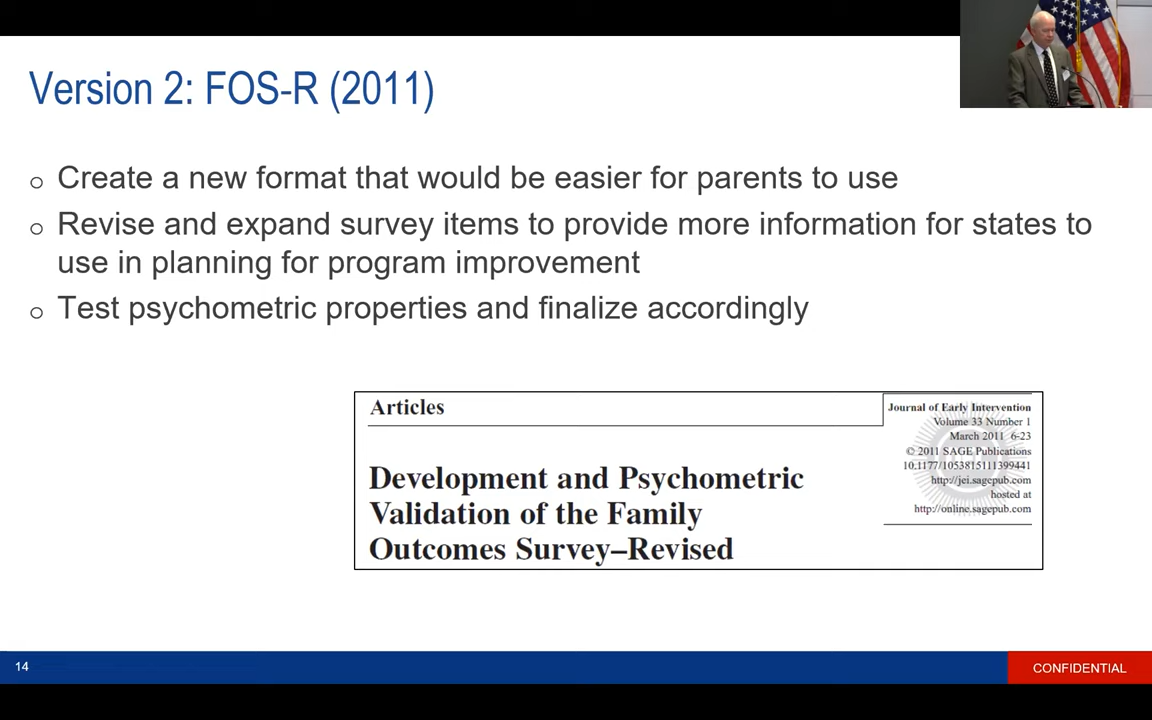 Version 2: FOS-R (2011)
o Create a new format that would be easier for parents to use
o Revise and expand survey items to provide more information for states to
use in planning for program improvement
o Test psychometric properties and finalize accordingly
Articles
Development and Psychometric
Validation of the Family
Outcomes Survey–Revised
Journal of Early Intervention
Volume 33 Number 1
March 2011 6-23
© 2011 SAGE Publications
10.1177/1053815111399441
http://jei.sagepub.com
hosted at
http://online.sagepub.com
14
CONFIDENTIAL